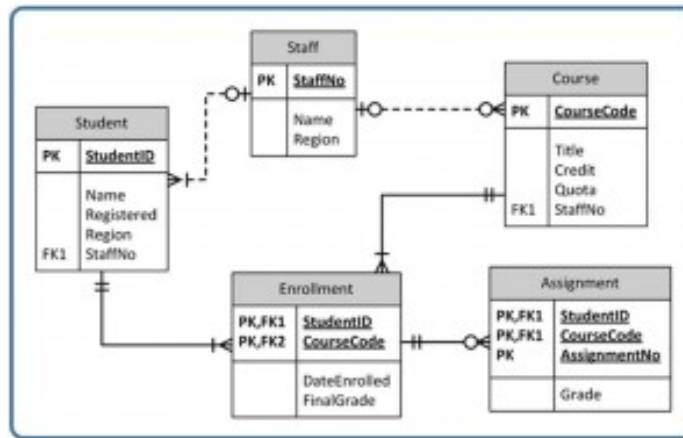 Staff
PK StaffNo
Name
Region
Course
PK CourseCode
Title
Credit
Quota
FK1 StaffNo
Student
PK StudentID
Name
Registered
Region
FK1 StaffNo
Enrollment
PK,FK1 StudentID
PK,FK2 CourseCode
DateEnrolled
FinalGrade
Assignment
PK,FK1 StudentID
PK,FK1 CourseCode
PK AssignmentNo
Grade